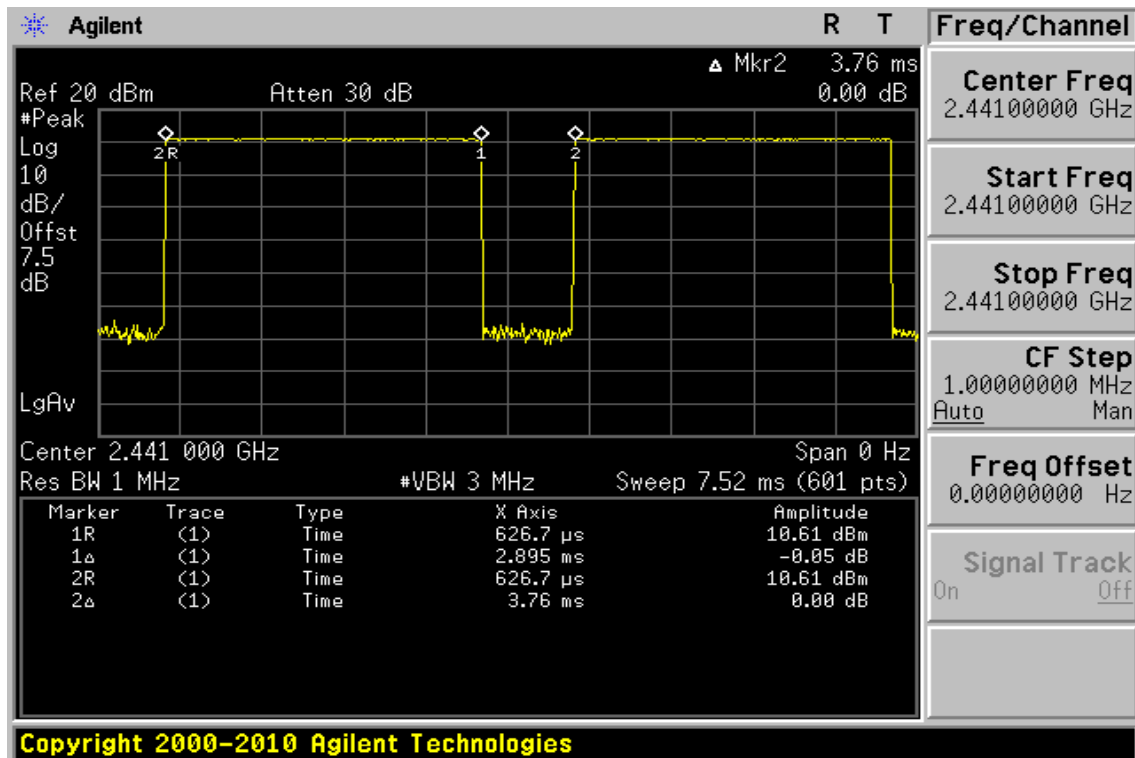 Agilent R T
Freq/Channel
Δ Mkr2 3.76 ms
Ref 20 dBm Atten 30 dB 0.00 dB
#Peak
Log
10
dB/
Offst
7.5
dB
2R 1 2
LgAv
Center 2.441 000 GHz Span 0 Hz
Res BW 1 MHz #VBW 3 MHz Sweep 7.52 ms (601 pts)
Marker Trace Type X Axis Amplitude
1R (1) Time 626.7 µs 10.61 dBm
1Δ (1) Time 2.895 ms -0.05 dB
2R (1) Time 626.7 µs 10.61 dBm
2Δ (1) Time 3.76 ms 0.00 dB
Center Freq
2.44100000 GHz
Start Freq
2.44100000 GHz
Stop Freq
2.44100000 GHz
CF Step
1.00000000 MHz
Auto Man
Freq Offset
0.00000000 Hz
Signal Track
On Off
Copyright 2000-2010 Agilent Technologies